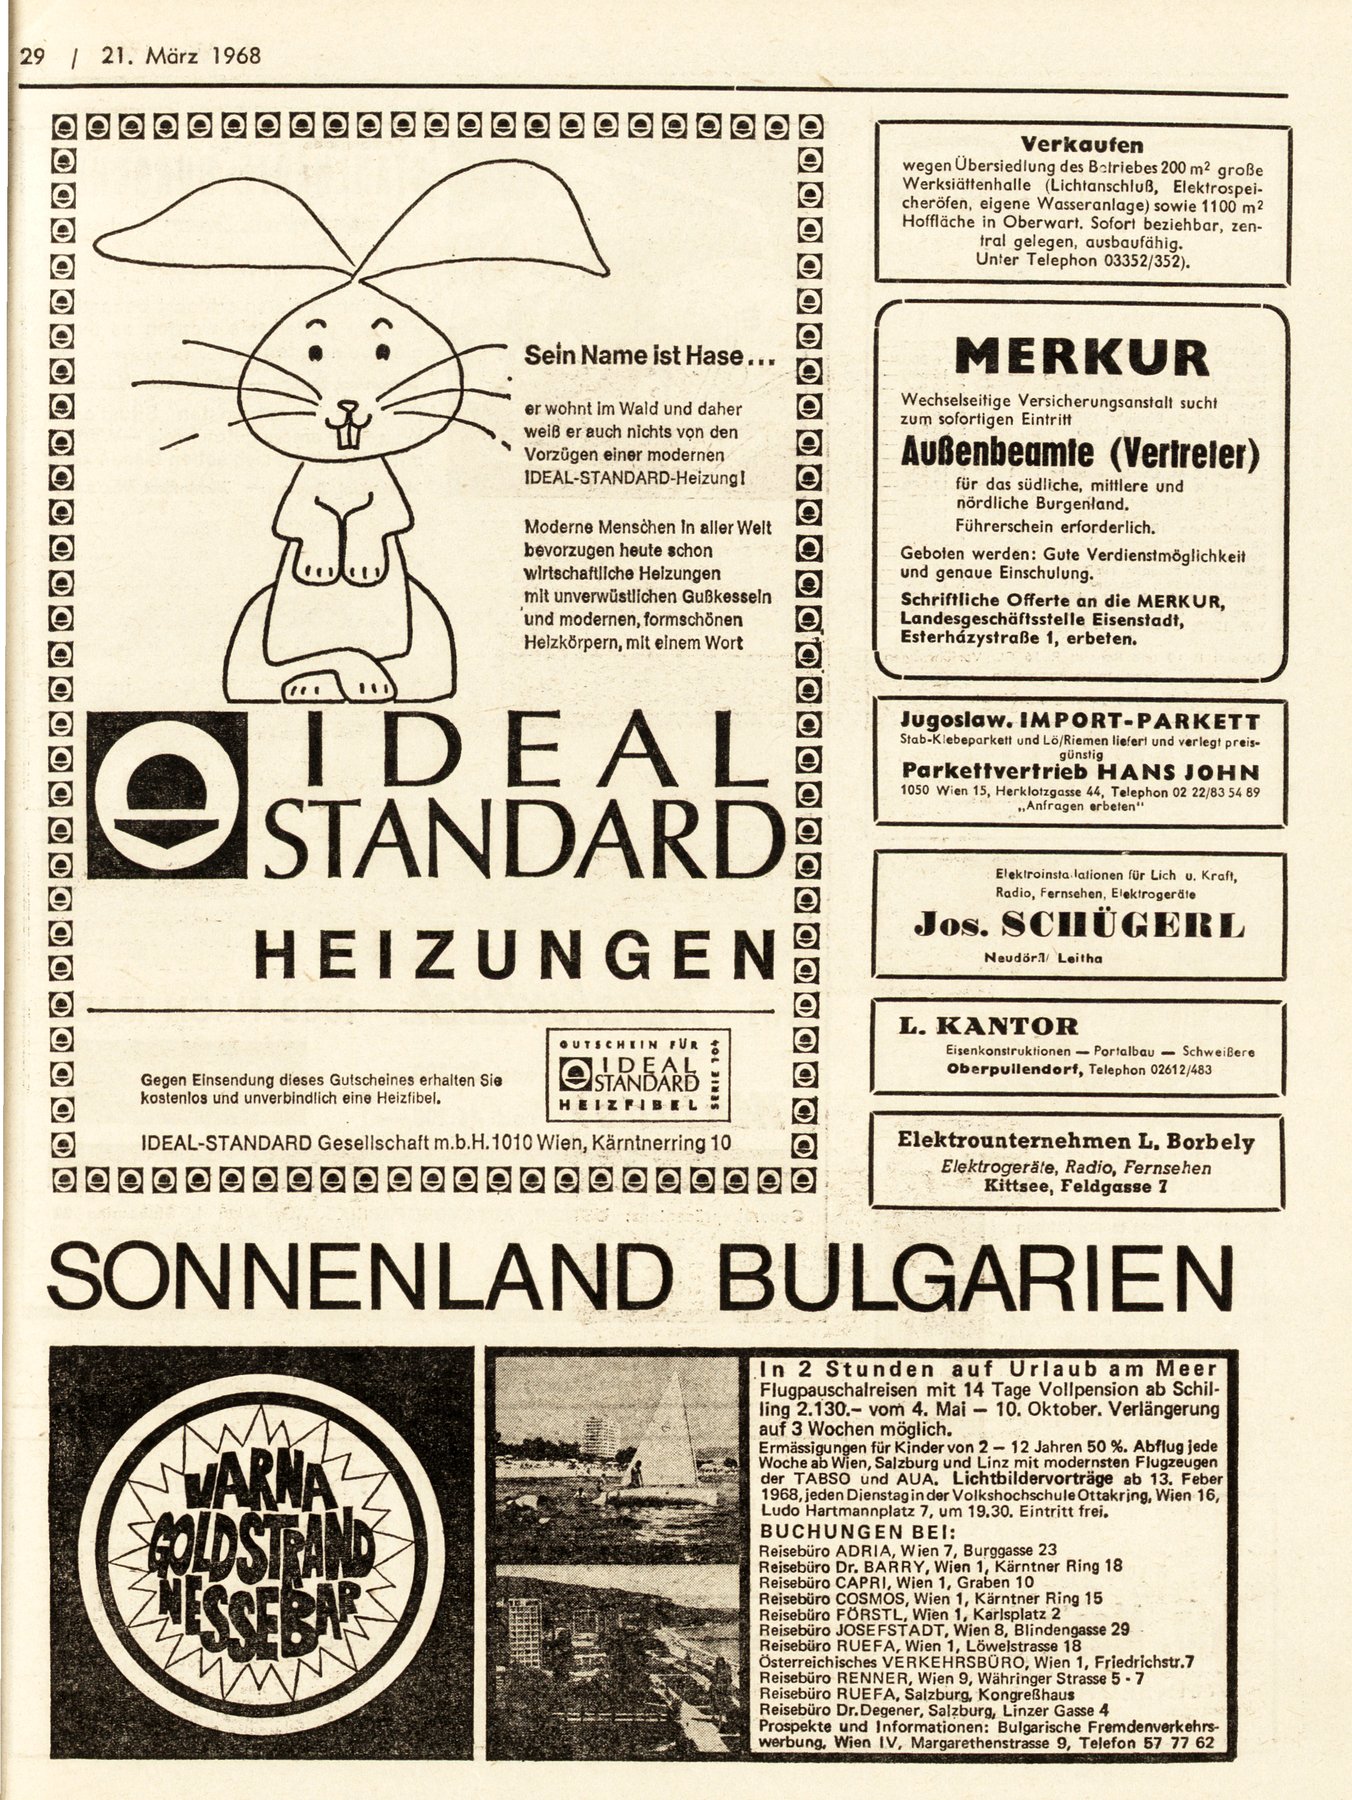 29 / 21. März 1968
Sein Name ist Hase...
er wohnt im Wald und daher
weiß er auch nichts von den
Vorzügen einer modernen
IDEAL-STANDARD-Heizung!
Moderne Menschen in aller Welt
bevorzugen heute schon
wirtschaftliche Heizungen
mit unverwüstlichen Gußkesseln
und modernen, formschönen
Heizkörpern, mit einem Wort
IDEAL
STANDARD
HEIZUNGEN
Gegen Einsendung dieses Gutscheines erhalten Sie
kostenlos und unverbindlich eine Heizfibel.
GUTSCHEIN FÜR
IDEAL
STANDARD
HEIZFIBEL
SERIE 104
IDEAL-STANDARD Gesellschaft m.b.H. 1010 Wien, Kärntnerring 10
Verkaufen
wegen Übersiedlung des Betriebes 200 m² große
Werkstättenhalle (Lichtanschluß, Elektrospei-
cheröfen, eigene Wasseranlage) sowie 1100 m²
Hoffläche in Oberwart. Sofort beziehbar, zen-
tral gelegen, ausbaufähig.
Unter Telephon 03352/352).
MERKUR
Wechselseitige Versicherungsanstalt sucht
zum sofortigen Eintritt
Außenbeamte (Vertreter)
für das südliche, mittlere und
nördliche Burgenland.
Führerschein erforderlich.
Geboten werden: Gute Verdienstmöglichkeit
und genaue Einschulung.
Schriftliche Offerte an die MERKUR,
Landesgeschäftsstelle Eisenstadt,
Esterházystraße 1, erbeten.
Jugoslaw. IMPORT-PARKETT
Stab-Klebeparkett und Lö/Riemen liefert und verlegt preis-
günstig
Parkettvertrieb HANS JOHN
1050 Wien 15, Herklotzgasse 44, Telephon 02 22/83 54 89
„Anfragen erbeten"
Elektroinstallationen für Lich u. Kraft,
Radio, Fernsehen, Elektrogeräte
Jos. SCHÜGERL
Neudörfl/ Leitha
L. KANTOR
Eisenkonstruktionen — Portalbau — Schweißere
Oberpullendorf, Telephon 02612/483
Elektrounternehmen L. Borbely
Elektrogeräte, Radio, Fernsehen
Kittsee, Feldgasse 7
SONNENLAND BULGARIEN
WARNA
GOLDSTRAND
NESSEBAR
In 2 Stunden auf Urlaub am Meer
Flugpauschalreisen mit 14 Tage Vollpension ab Schil-
ling 2.130.– vom 4. Mai – 10. Oktober. Verlängerung
auf 3 Wochen möglich.
Ermässigungen für Kinder von 2 – 12 Jahren 50 %. Abflug jede
Woche ab Wien, Salzburg und Linz mit modernsten Flugzeugen
der TABSO und AUA. Lichtbildervorträge ab 13. Feber
1968, jeden Dienstag in der Volkshochschule Ottakring, Wien 16,
Ludo Hartmannplatz 7, um 19.30. Eintritt frei.
BUCHUNGEN BEI:
Reisebüro ADRIA, Wien 7, Burggasse 23
Reisebüro Dr. BARRY, Wien 1, Kärntner Ring 18
Reisebüro CAPRI, Wien 1, Graben 10
Reisebüro COSMOS, Wien 1, Kärntner Ring 15
Reisebüro FÖRSTL, Wien 1, Karlsplatz 2
Reisebüro JOSEFSTADT, Wien 8, Blindengasse 29
Reisebüro RUEFA, Wien 1, Löwelstrasse 18
Österreichisches VERKEHRSBÜRO, Wien 1, Friedrichstr. 7
Reisebüro RENNER, Wien 9, Währinger Strasse 5 - 7
Reisebüro RUEFA, Salzburg, Kongreßhaus
Reisebüro Dr. Degener, Salzburg, Linzer Gasse 4
Prospekte und Informationen: Bulgarische Fremdenverkehrs-
werbung, Wien IV, Margarethenstrasse 9, Telefon 57 77 62